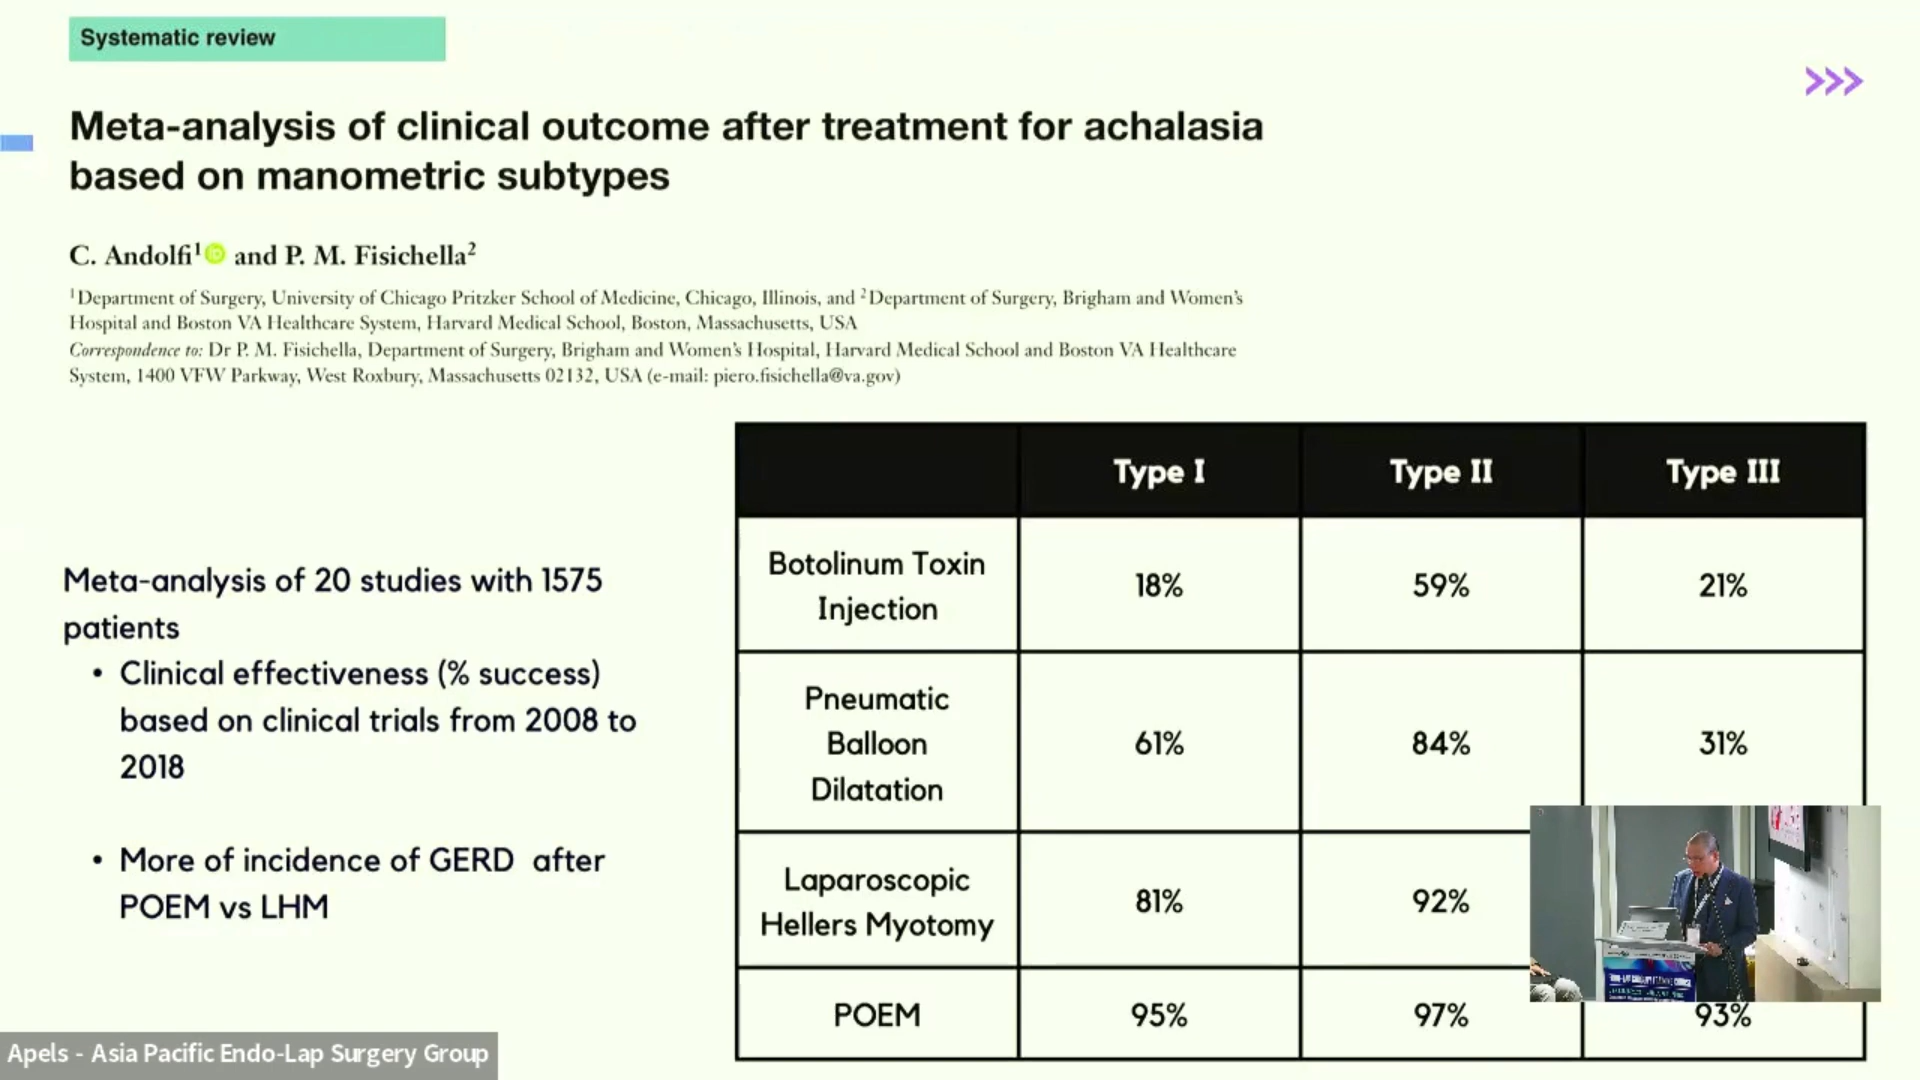 Systematic review
>>>
Meta-analysis of clinical outcome after treatment for achalasia
based on manometric subtypes
C. Andolfi¹ and P. M. Fisichella²
¹Department of Surgery, University of Chicago Pritzker School of Medicine, Chicago, Illinois, and ²Department of Surgery, Brigham and Women's
Hospital and Boston VA Healthcare System, Harvard Medical School, Boston, Massachusetts, USA
Correspondence to: Dr P. M. Fisichella, Department of Surgery, Brigham and Women's Hospital, Harvard Medical School and Boston VA Healthcare
System, 1400 VFW Parkway, West Roxbury, Massachusetts 02132, USA (e-mail: piero.fisichella@va.gov)
Meta-analysis of 20 studies with 1575
patients
• Clinical effectiveness (% success)
based on clinical trials from 2008 to
2018
• More of incidence of GERD after
POEM vs LHM
Type I Type II Type III
Botolinum Toxin
Injection
18% 59% 21%
Pneumatic
Balloon
Dilatation
61% 84% 31%
Laparoscopic
Hellers Myotomy
81% 92%
POEM 95% 97% 93%
Apels - Asia Pacific Endo-Lap Surgery Group